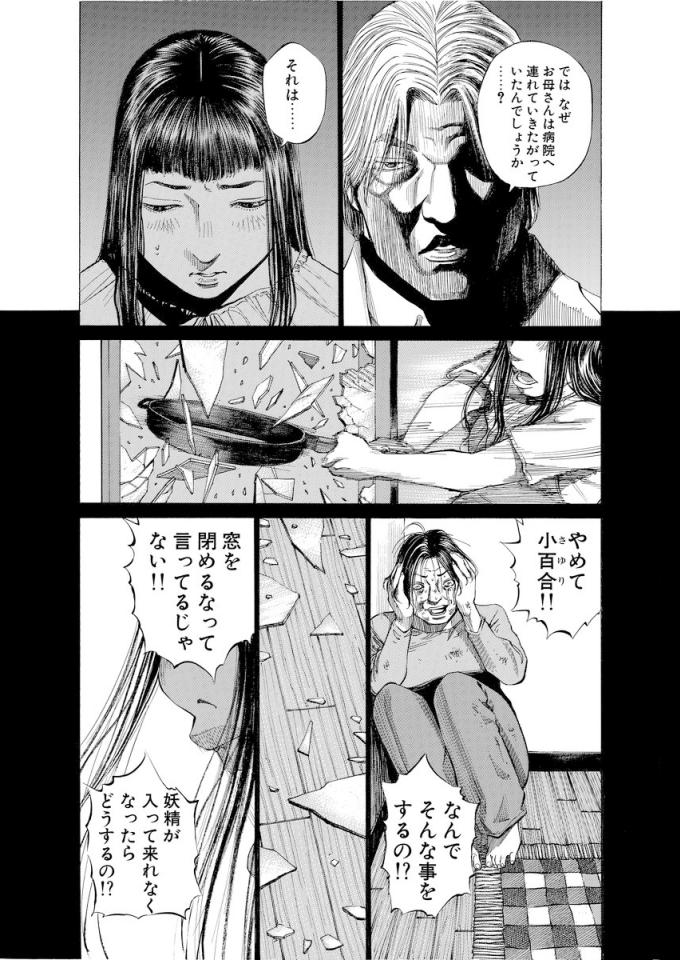 では なぜ
お母さんは病院へ
連れていきたがって
いたんでしょうか
……?
それは……
やめて
小百合!!
さゆり
なんで
そんな事を
するの!?
窓を
閉めるなって
言ってるじゃ
ない!!
妖精が
入って来れなく
なったら
どうするの!?